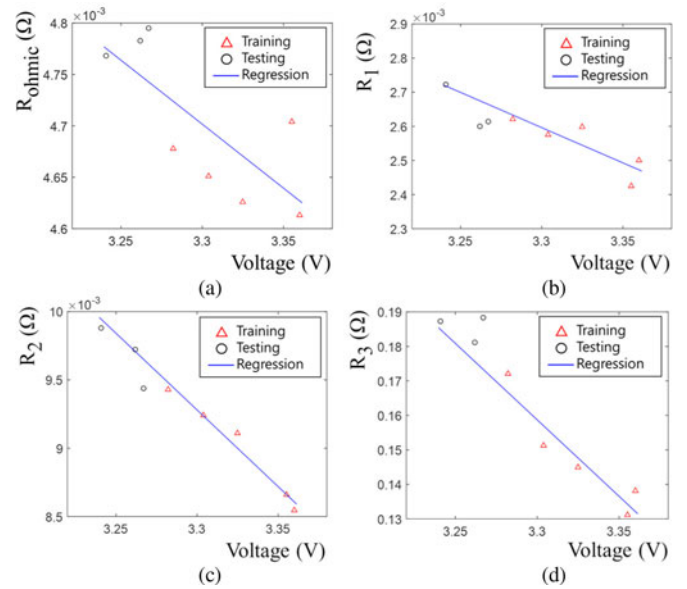 ×10⁻³
4.8
4.75
4.7
4.65
4.6
R_ohmic (Ω)
Training
Testing
Regression
3.25
3.3
3.35
Voltage (V)
(a)
×10⁻³
2.9
2.8
2.7
2.6
2.5
2.4
2.3
R₁ (Ω)
Training
Testing
Regression
3.25
3.3
3.35
Voltage (V)
(b)
×10⁻³
10
9.5
9
8.5
R₂ (Ω)
Training
Testing
Regression
3.25
3.3
3.35
Voltage (V)
(c)
0.19
0.18
0.17
0.16
0.15
0.14
0.13
R₃ (Ω)
Training
Testing
Regression
3.25
3.3
3.35
Voltage (V)
(d)